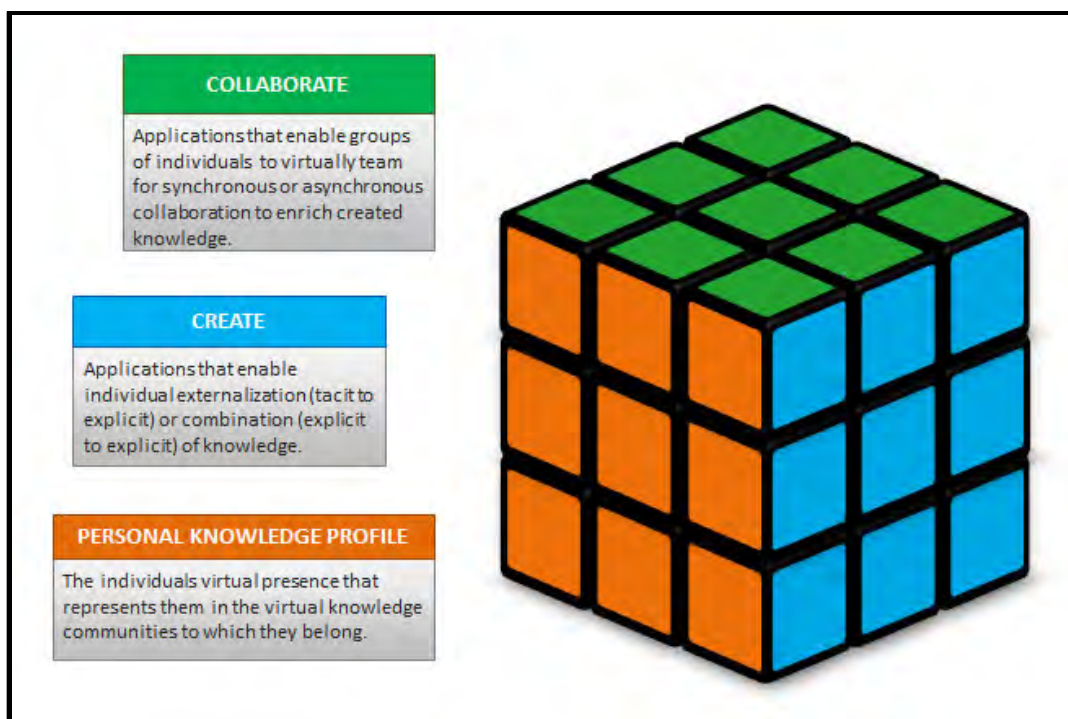 COLLABORATE
Applications that enable groups
of individuals to virtually team
for synchronous or asynchronous
collaboration to enrich created
knowledge.
CREATE
Applications that enable
individual externalization (tacit to
explicit) or combination (explicit
to explicit) of knowledge.
PERSONAL KNOWLEDGE PROFILE
The individuals virtual presence that
represents them in the virtual knowledge
communities to which they belong.